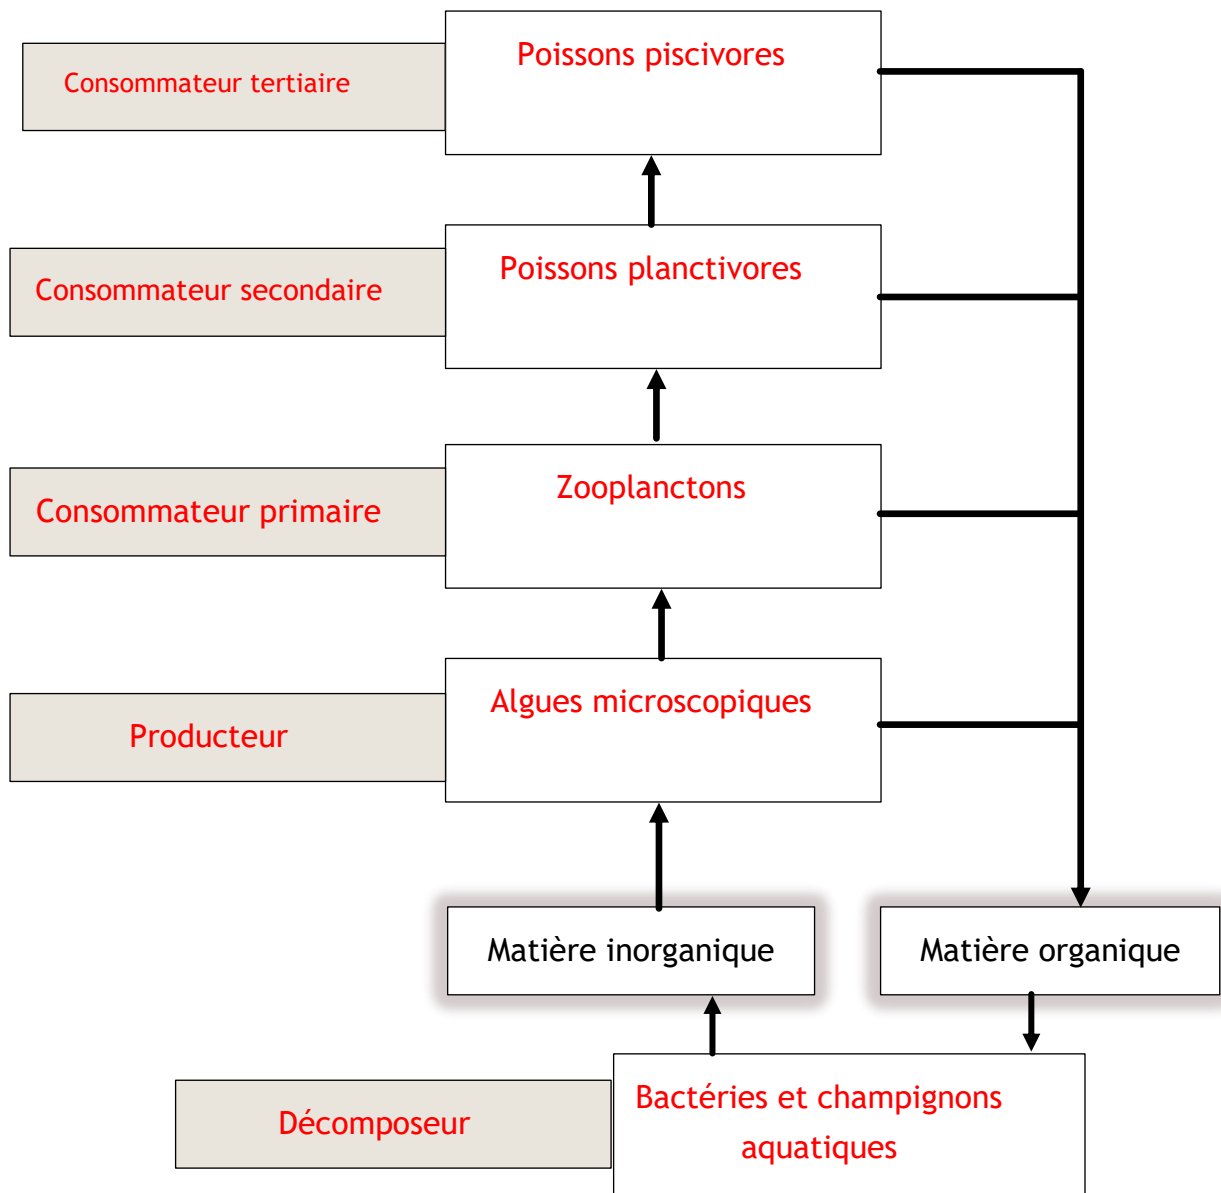 Poissons piscivores
Consommateur tertiaire
Poissons planctivores
Consommateur secondaire
Zooplanctons
Consommateur primaire
Algues microscopiques
Producteur
Matière inorganique
Matière organique
Bactéries et champignons
aquatiques
Décomposeur